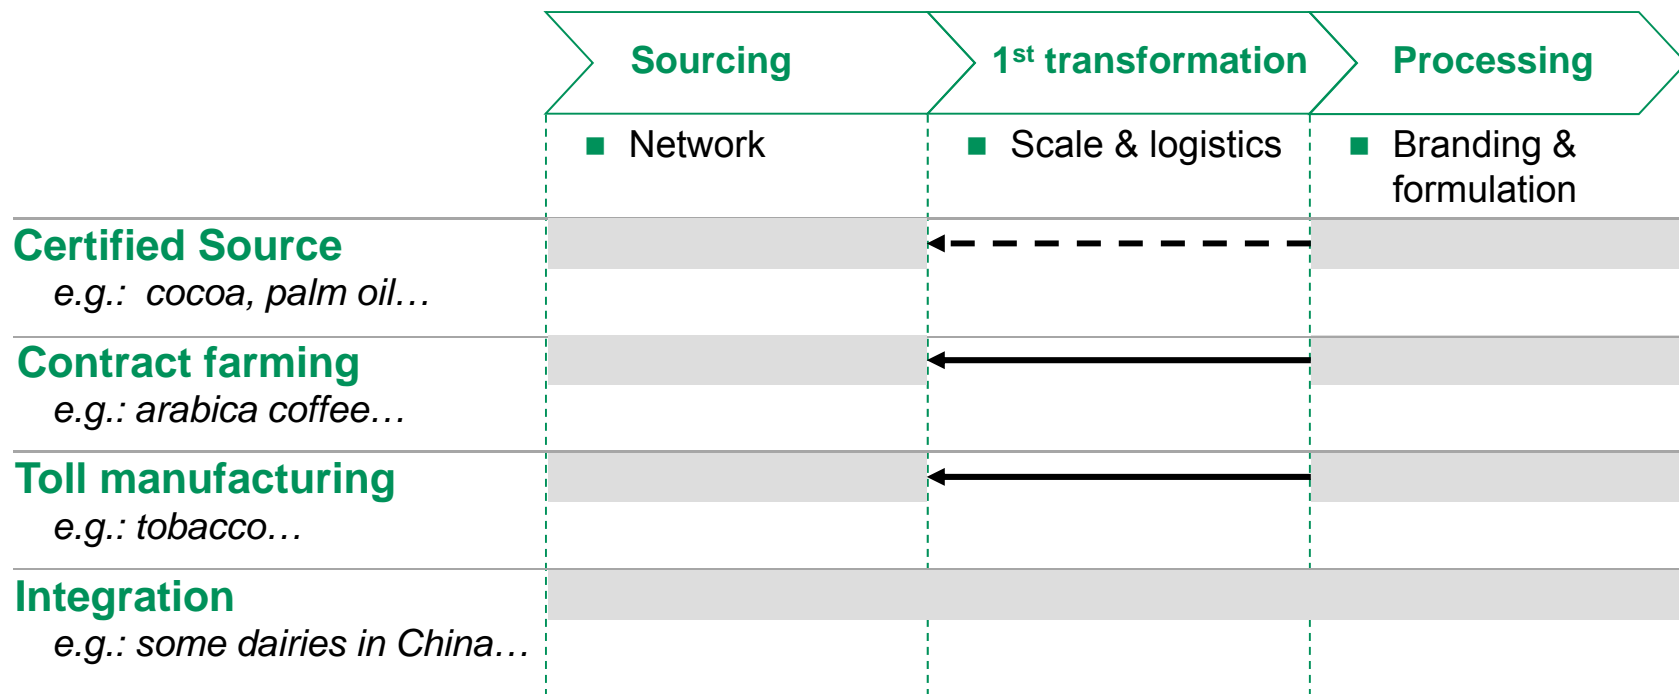 Sourcing
1st transformation
Processing
■ Network
■ Scale & logistics
■ Branding &
formulation
Certified Source
e.g.:  cocoa, palm oil…
Contract farming
e.g.: arabica coffee…
Toll manufacturing
e.g.: tobacco…
Integration
e.g.: some dairies in China…